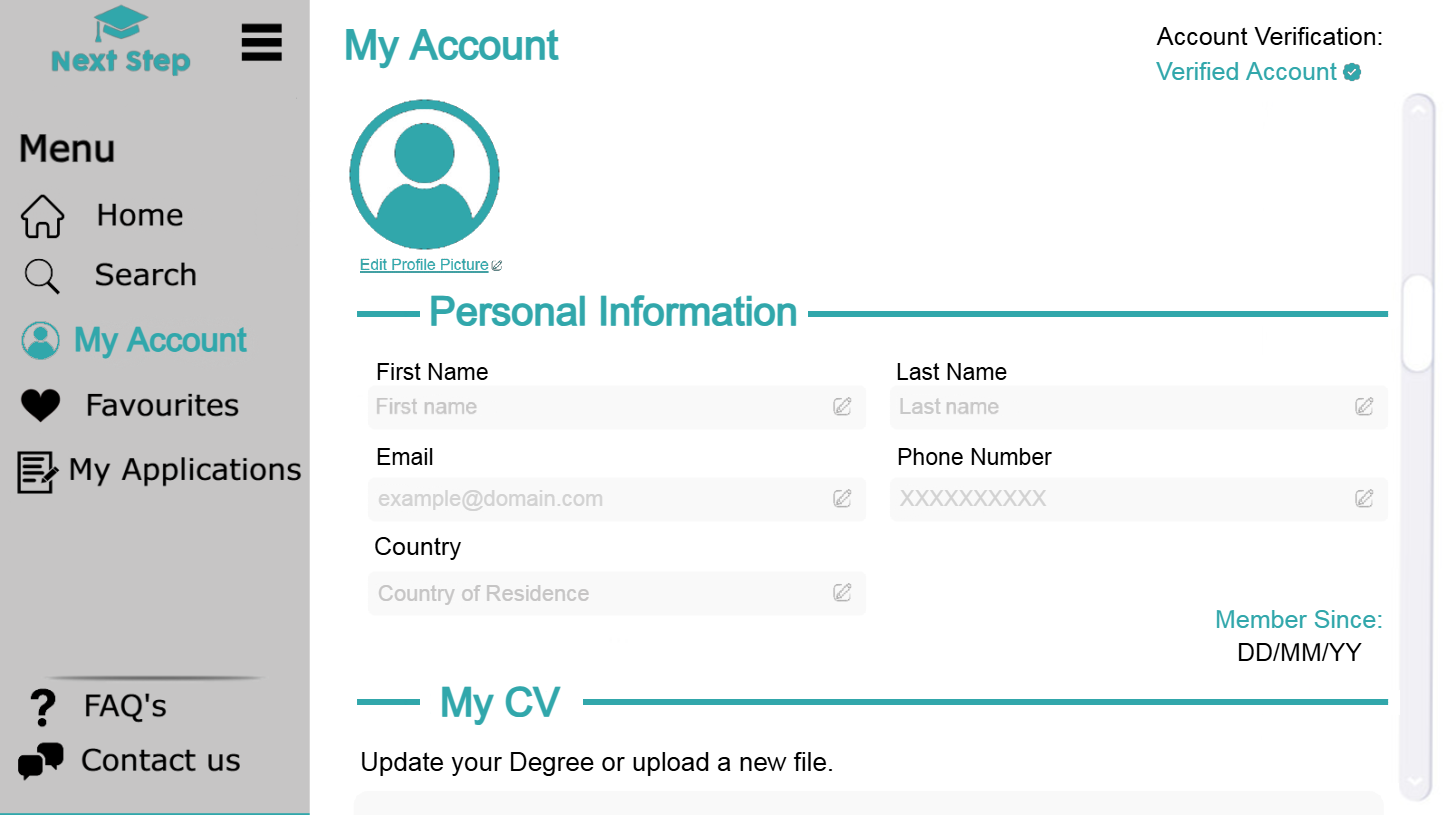 Next Step
Menu
Home
Search
My Account
Favourites
My Applications
FAQ's
Contact us
My Account
Account Verification:
Verified Account
Edit Profile Picture
Personal Information
First Name
First name
Last Name
Last name
Email
example@domain.com
Phone Number
XXXXXXXXXX
Country
Country of Residence
Member Since:
DD/MM/YY
My CV
Update your Degree or upload a new file.